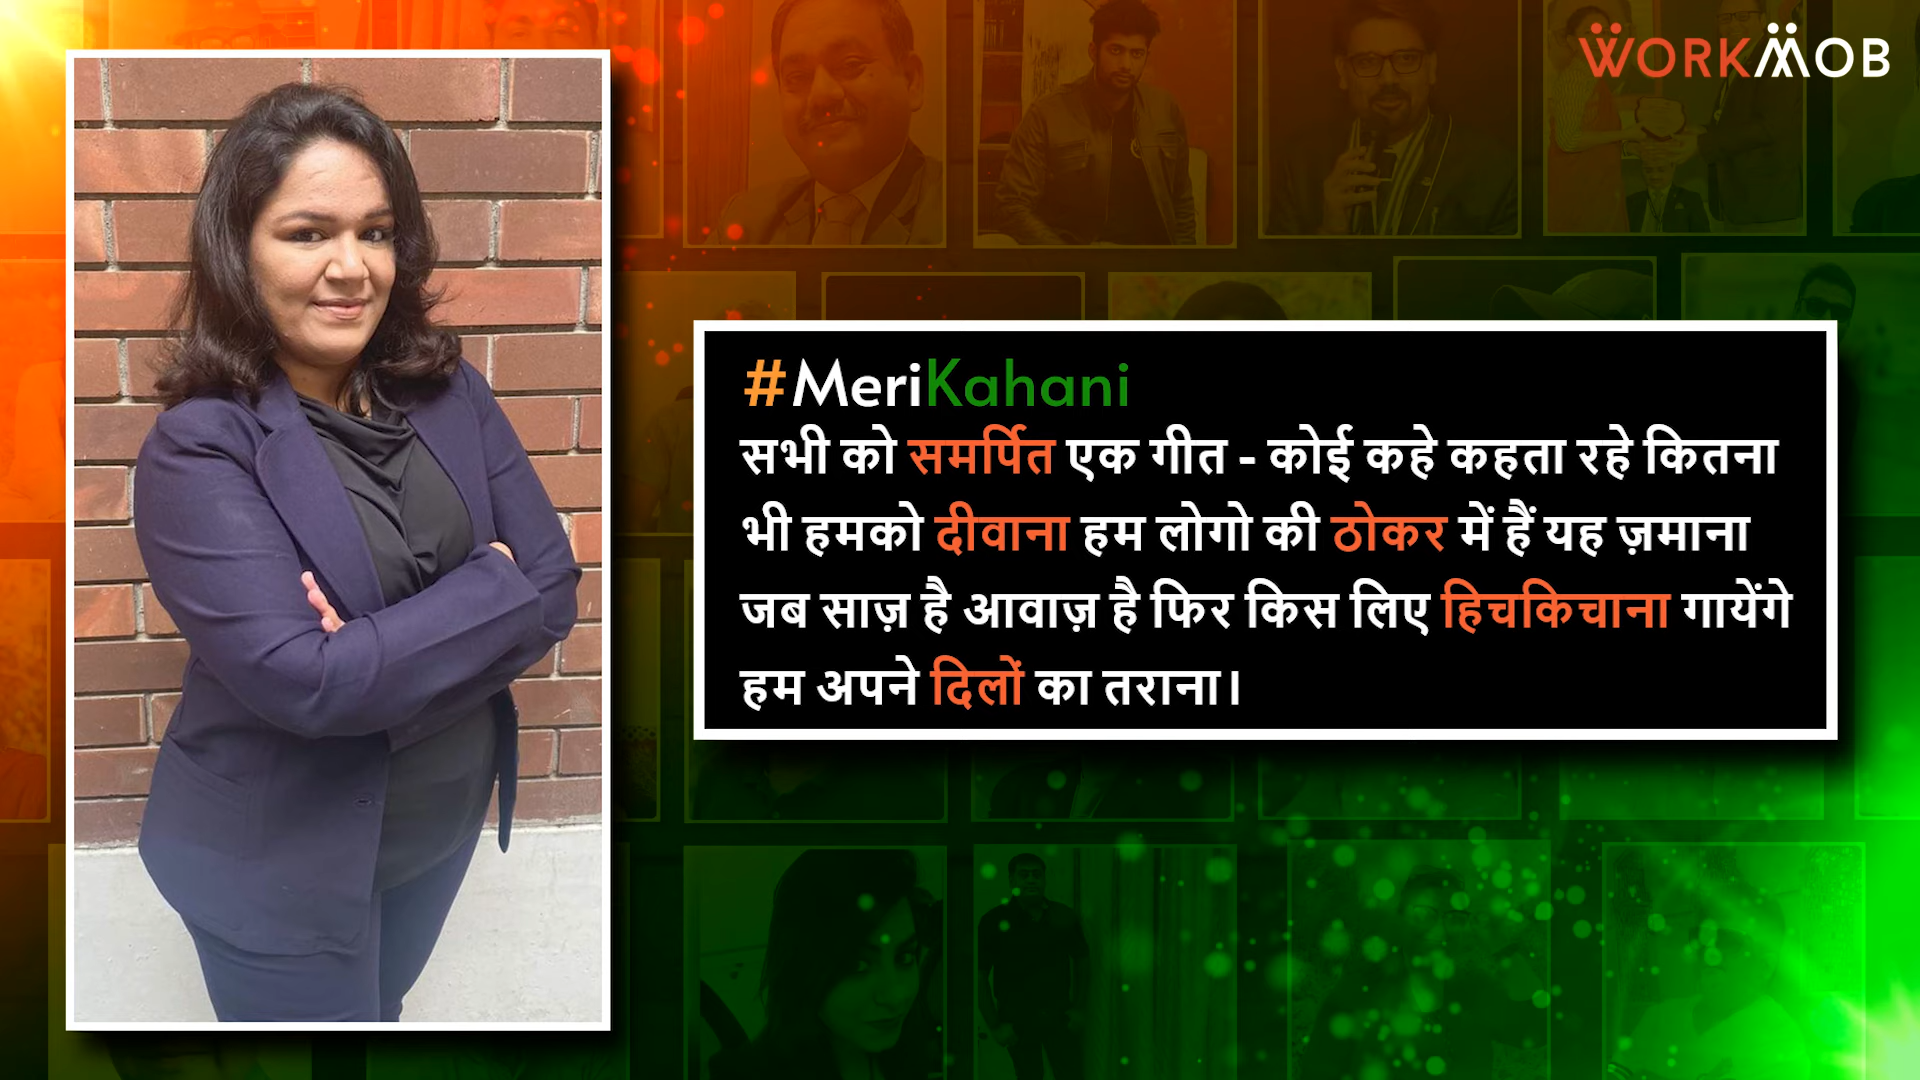 WORKMOB
#MeriKahani
सभी को समर्पित एक गीत - कोई कहे कहता रहे कितना
भी हमको दीवाना हम लोगो की ठोकर में हैं यह ज़माना
जब साज़ है आवाज़ है फिर किस लिए हिचकिचाना गायेंगे
हम अपने दिलों का तराना।